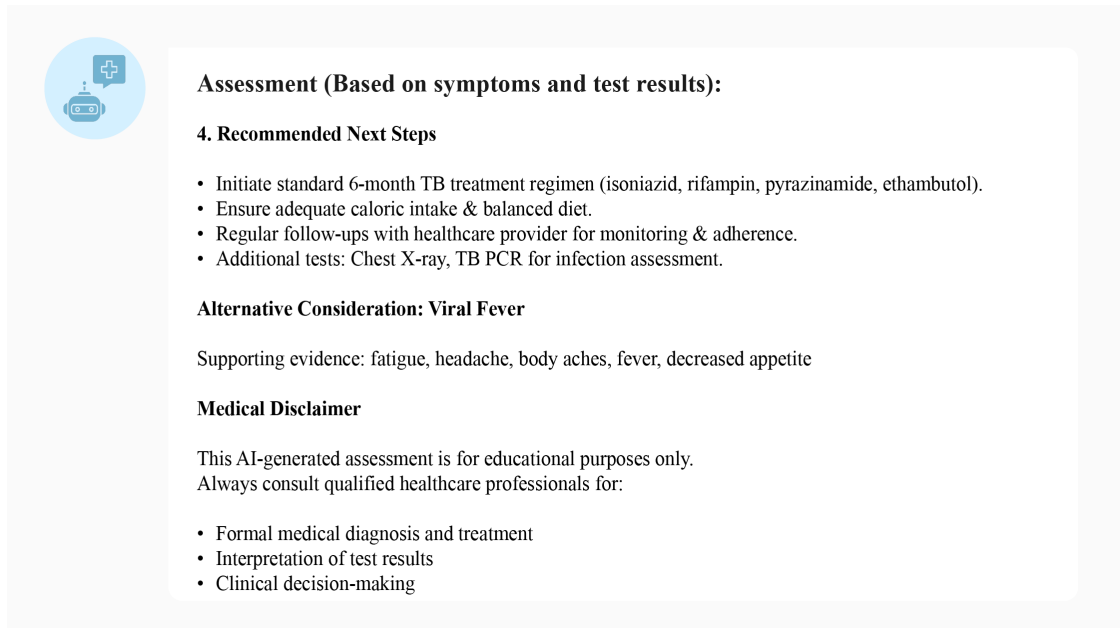 Assessment (Based on symptoms and test results):
4. Recommended Next Steps
• Initiate standard 6-month TB treatment regimen (isoniazid, rifampin, pyrazinamide, ethambutol).
• Ensure adequate caloric intake & balanced diet.
• Regular follow-ups with healthcare provider for monitoring & adherence.
• Additional tests: Chest X-ray, TB PCR for infection assessment.
Alternative Consideration: Viral Fever
Supporting evidence: fatigue, headache, body aches, fever, decreased appetite
Medical Disclaimer
This AI-generated assessment is for educational purposes only.
Always consult qualified healthcare professionals for:
• Formal medical diagnosis and treatment
• Interpretation of test results
• Clinical decision-making